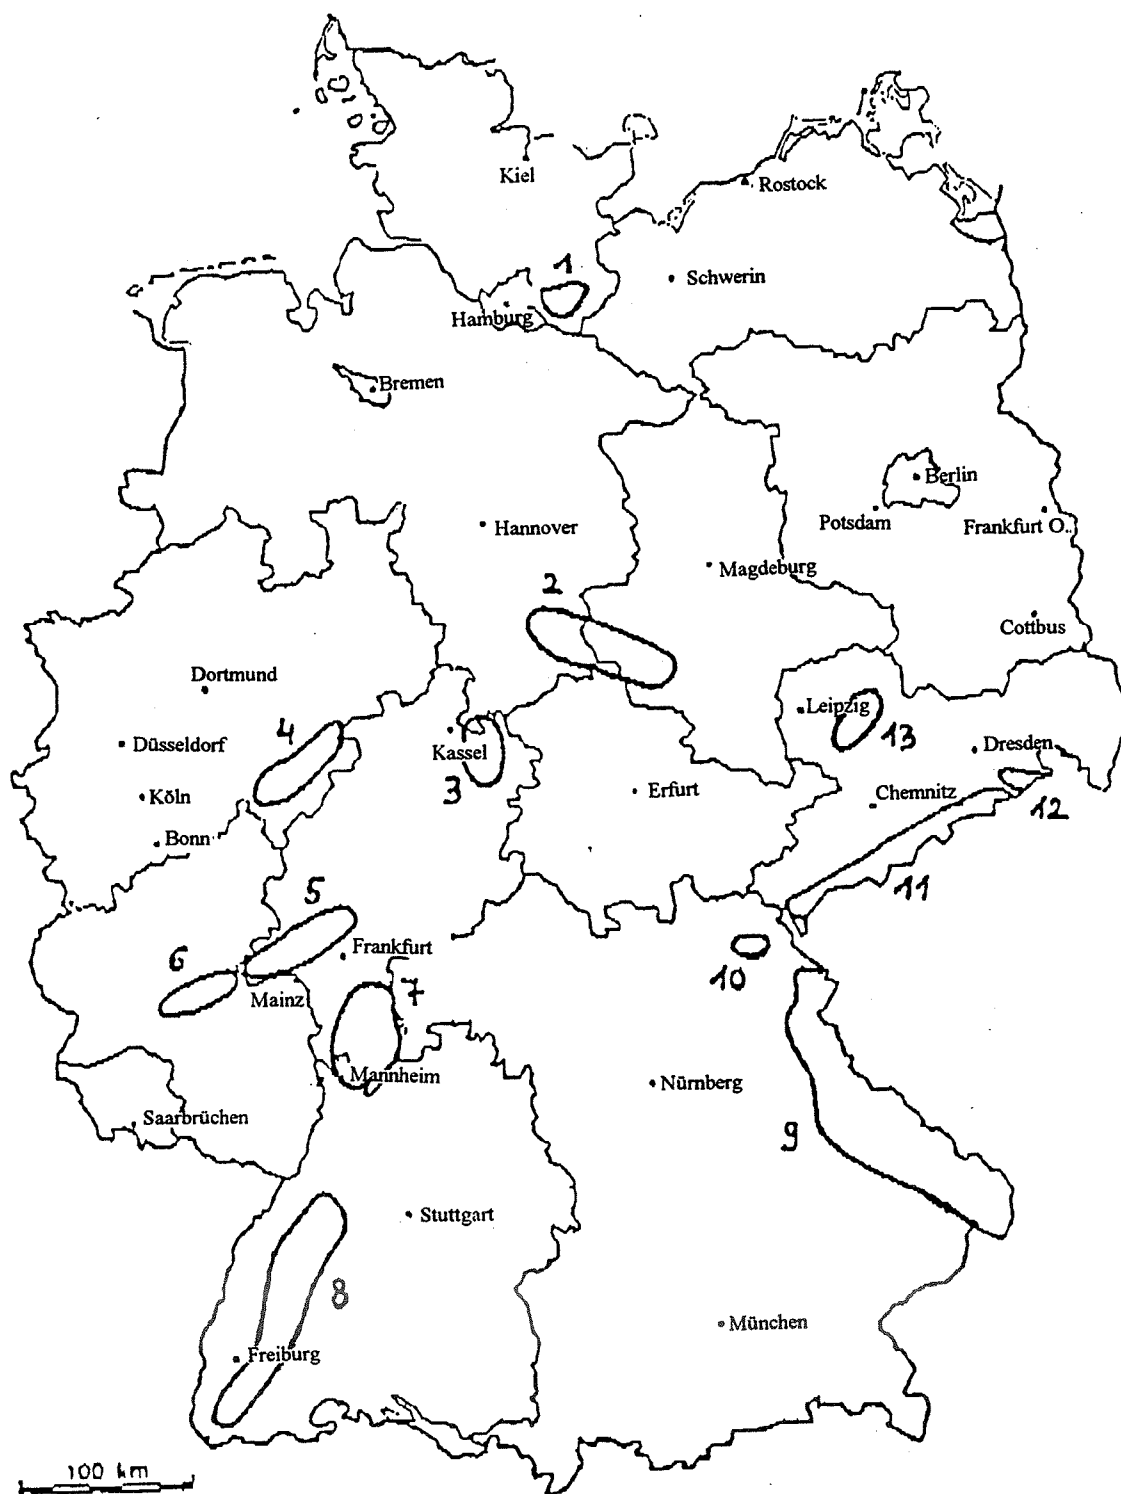 Kiel
Rostock
1
Schwerin
Hamburg
Bremen
Berlin
Potsdam
Frankfurt O..
Hannover
Magdeburg
2
Cottbus
Dortmund
Leipzig
4
13
Düsseldorf
Kassel
Dresden
3
Köln
Erfurt
Chemnitz
12
Bonn
11
5
Frankfurt
6
10
Mainz
7
Mannheim
Nürnberg
Saarbrüchen
9
Stuttgart
8
München
Freiburg
100 km